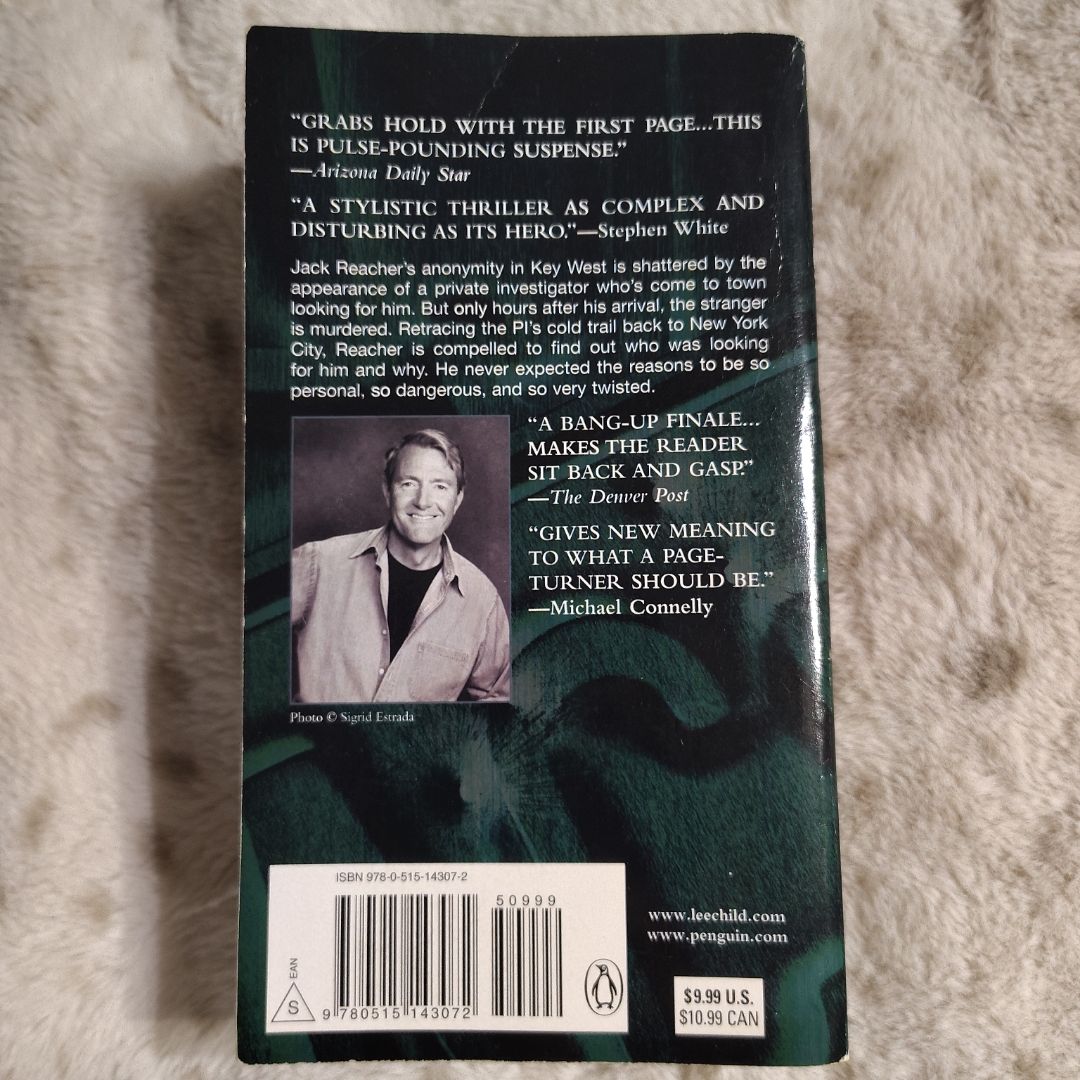 “GRABS HOLD WITH THE FIRST PAGE...THIS
IS PULSE-POUNDING SUSPENSE.”
—Arizona Daily Star
“A STYLISTIC THRILLER AS COMPLEX AND
DISTURBING AS ITS HERO.”—Stephen White
Jack Reacher's anonymity in Key West is shattered by the
appearance of a private investigator who's come to town
looking for him. But only hours after his arrival, the stranger
is murdered. Retracing the PI's cold trail back to New York
City, Reacher is compelled to find out who was looking
for him and why. He never expected the reasons to be so
personal, so dangerous, and so very twisted.
“A BANG-UP FINALE...
MAKES THE READER
SIT BACK AND GASP.”
—The Denver Post
“GIVES NEW MEANING
TO WHAT A PAGE-
TURNER SHOULD BE.”
—Michael Connelly
Photo © Sigrid Estrada
ISBN 978-0-515-14307-2
50999
EAN
S
9 780515 143072
www.leechild.com
www.penguin.com
$9.99 U.S.
$10.99 CAN